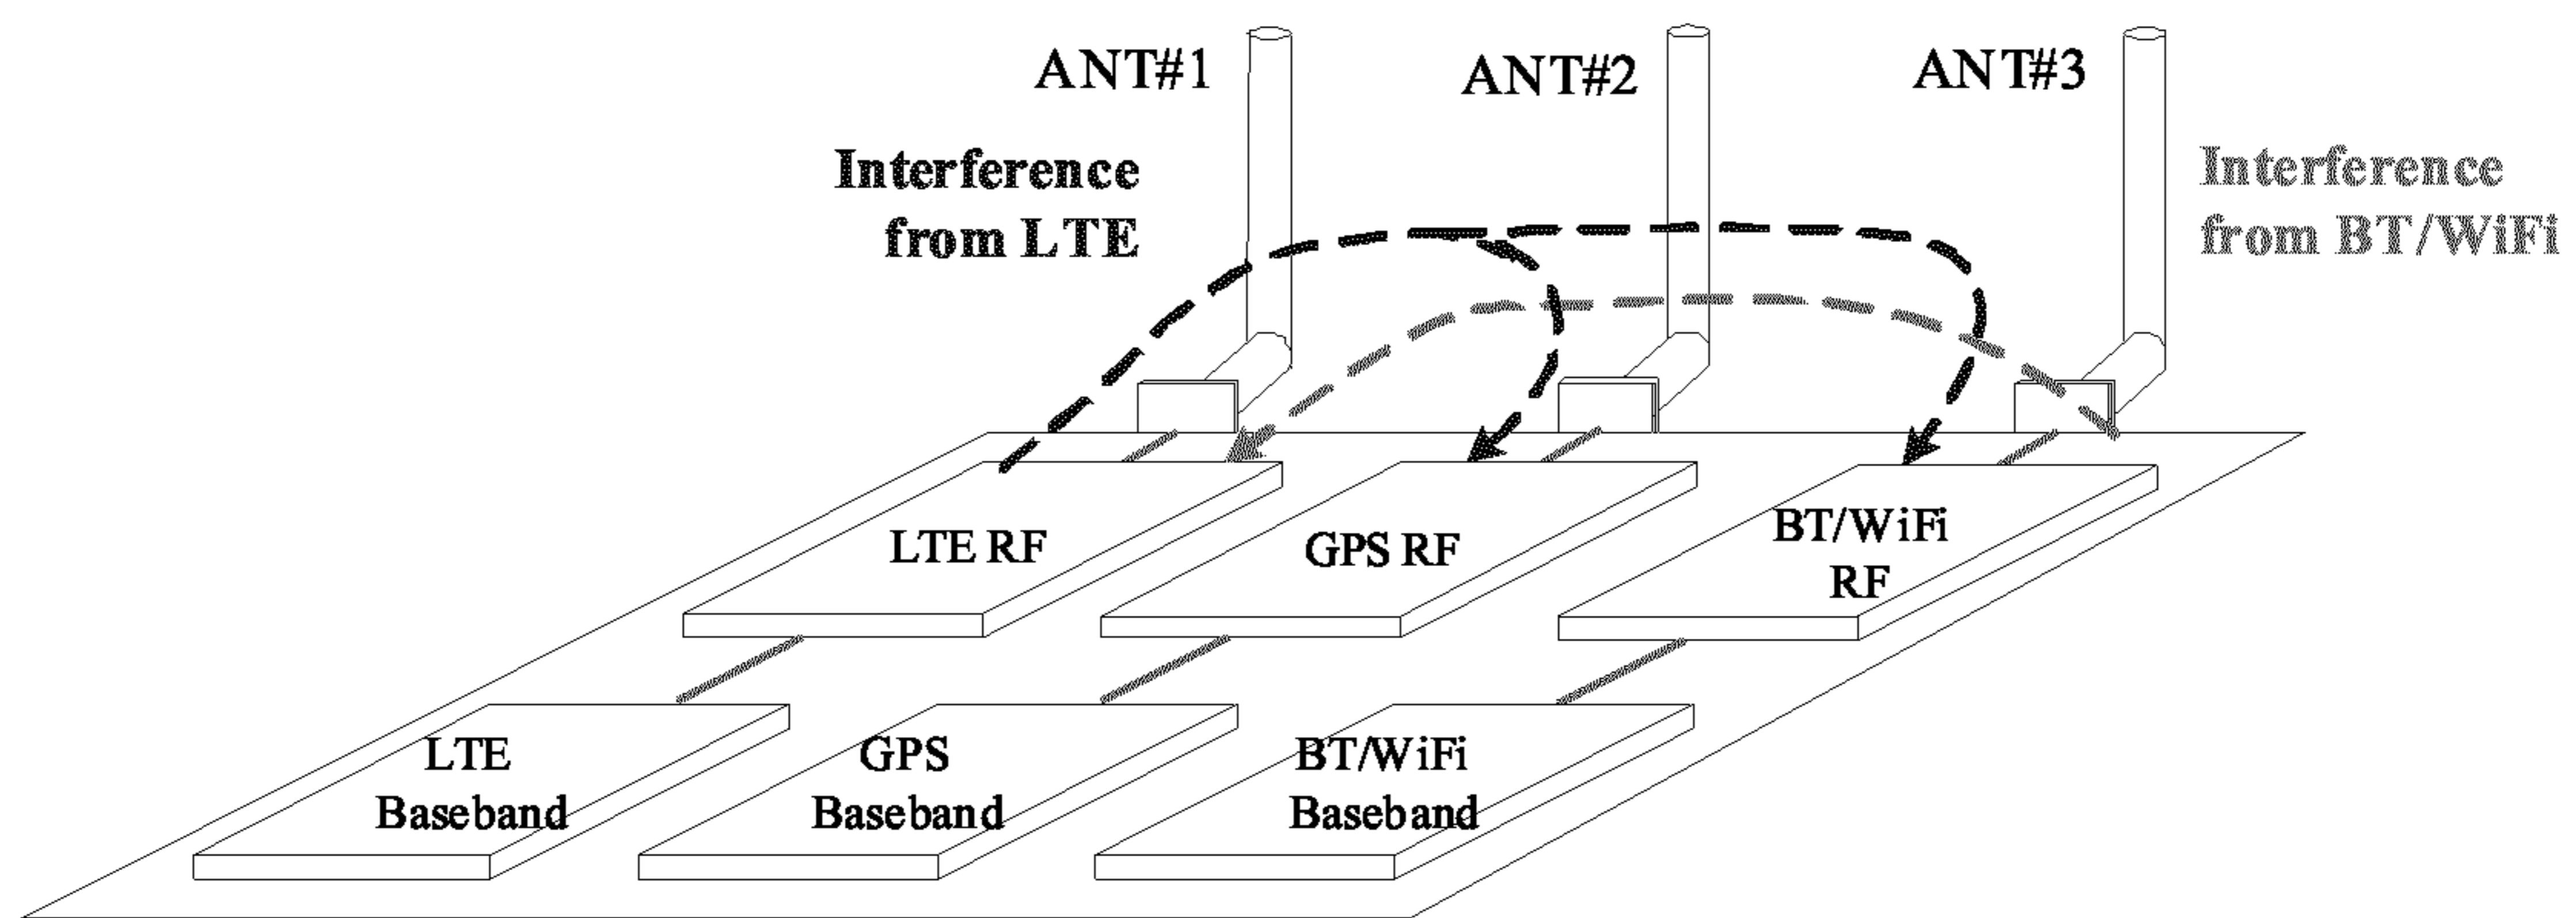 ANT#1
ANT#2
ANT#3
Interference
from LTE
Interference
from BT/WiFi
LTE RF
GPS RF
BT/WiFi
RF
LTE
Baseband
GPS
Baseband
BT/WiFi
Baseband